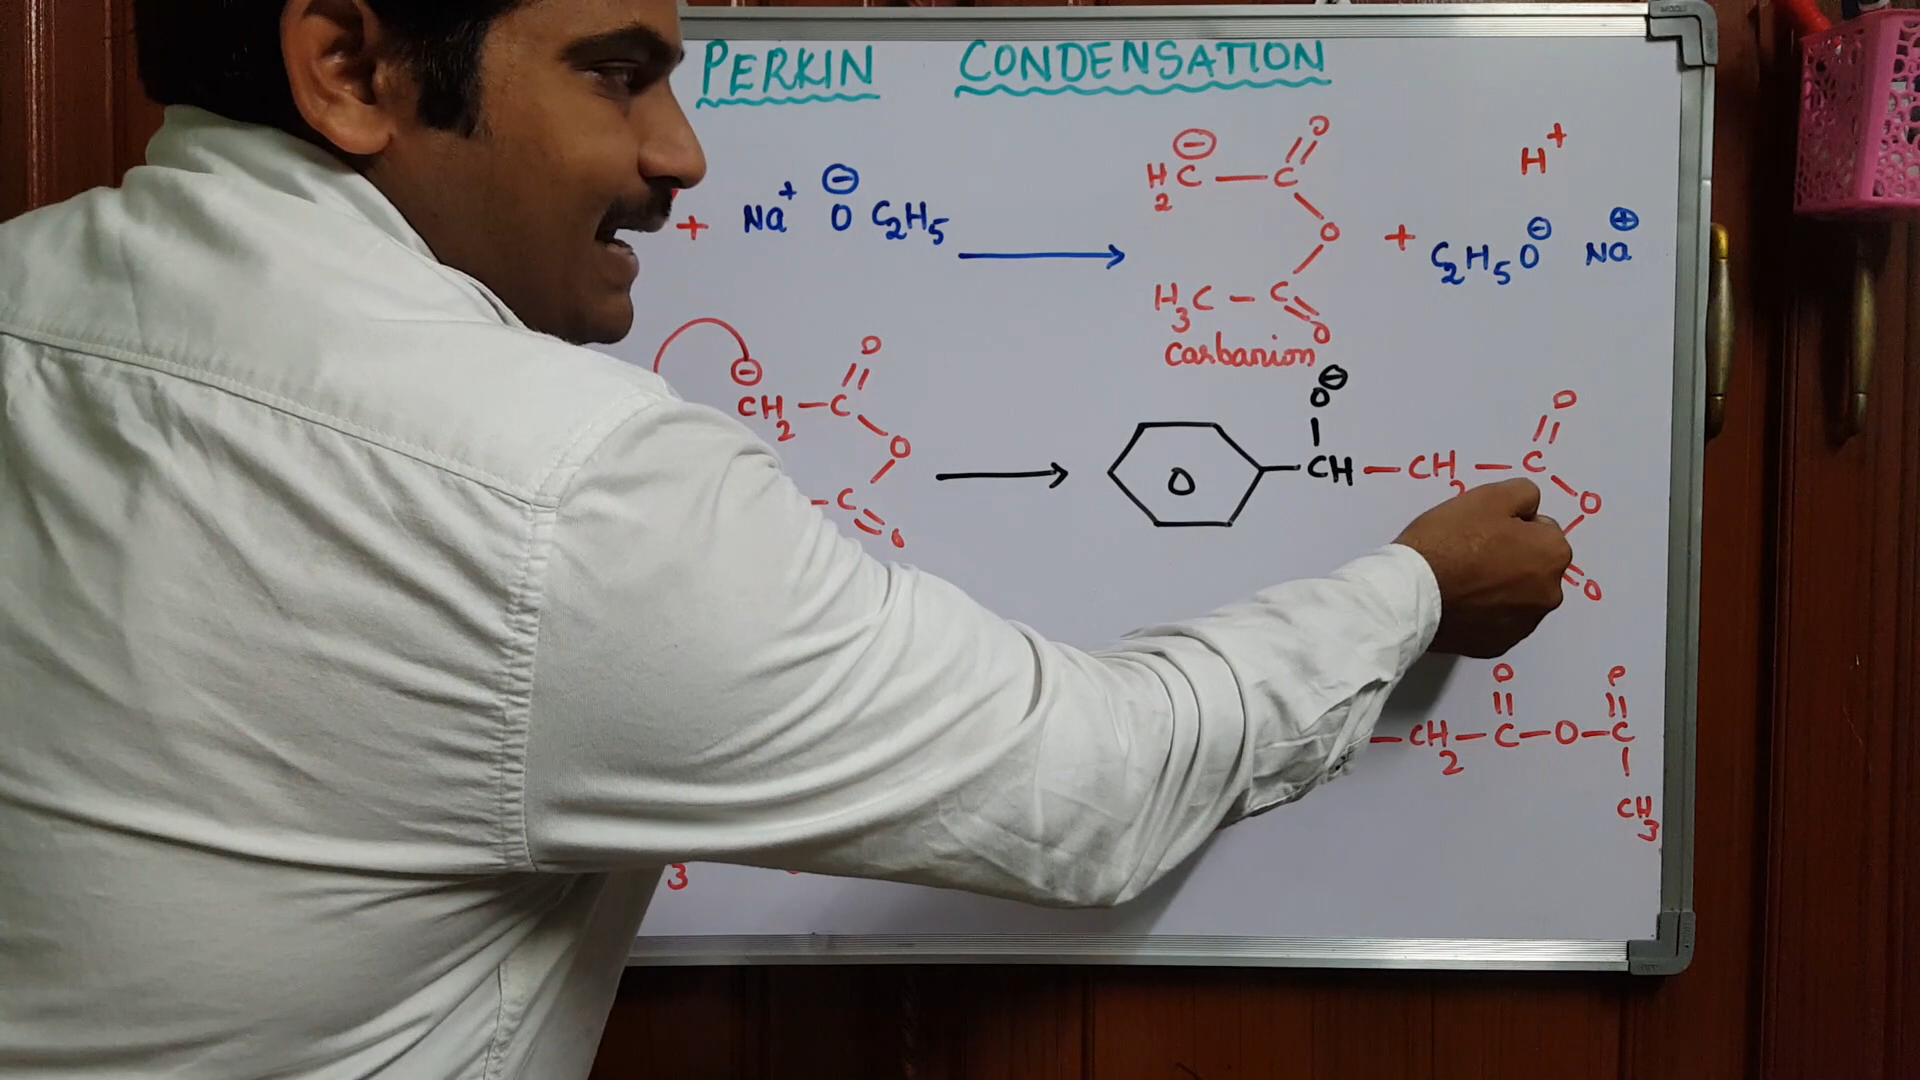 PERKIN CONDENSATION
+ Na⁺ O⊖ C₂H₅ → H₂C⊖ — C = O
O
H₃C — C = O
+ C₂H₅O⊖ Na⊕
H⁺
Carbanion
⊖CH₂ — C = O
O
C = O
→ O⊖
CH — CH₂ — C = O
O
= O
— CH₂ — C — O — C
O O
CH₃
3